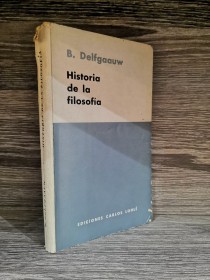 B. Delfgaauw
Historia
de la
filosofía
EDICIONES CARLOS LOHLÉ